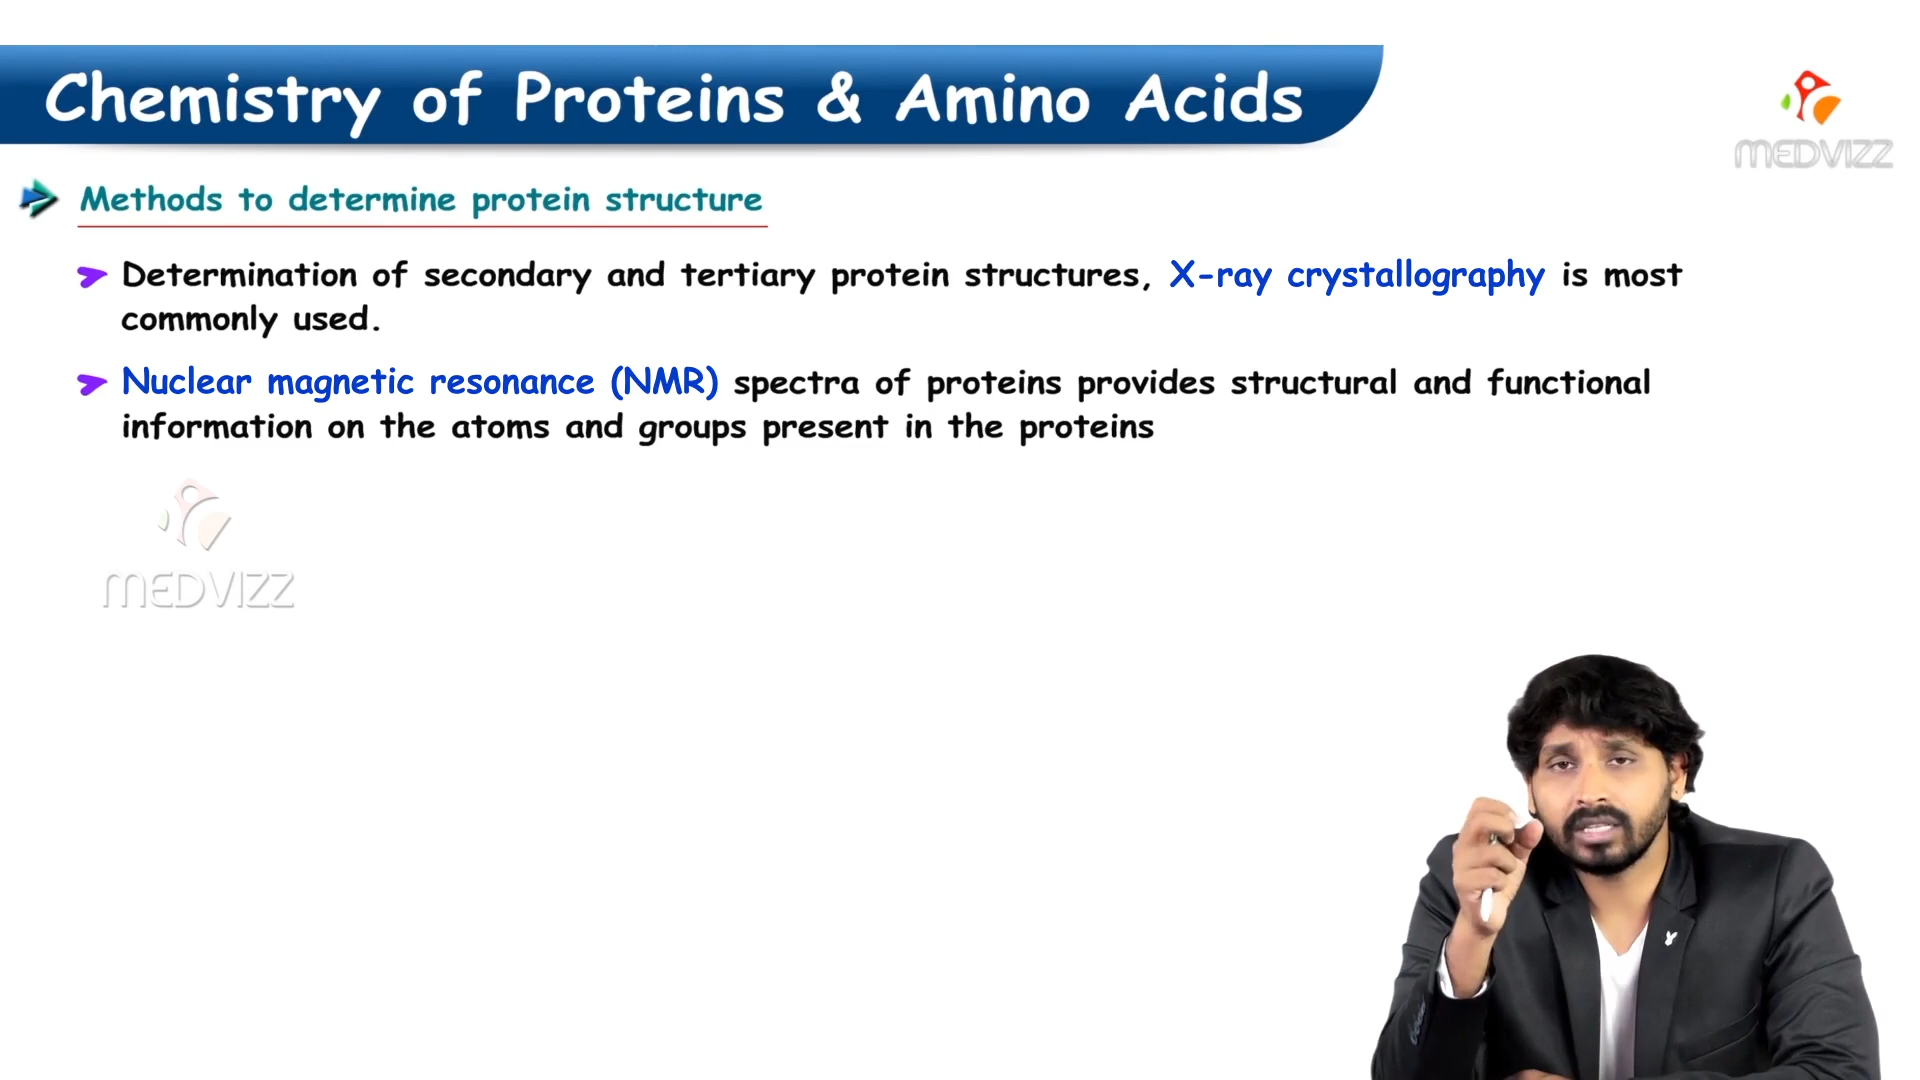 Chemistry of Proteins & Amino Acids
MEDVIZZ
Methods to determine protein structure
Determination of secondary and tertiary protein structures, X-ray crystallography is most
commonly used.
Nuclear magnetic resonance (NMR) spectra of proteins provides structural and functional
information on the atoms and groups present in the proteins
MEDVIZZ